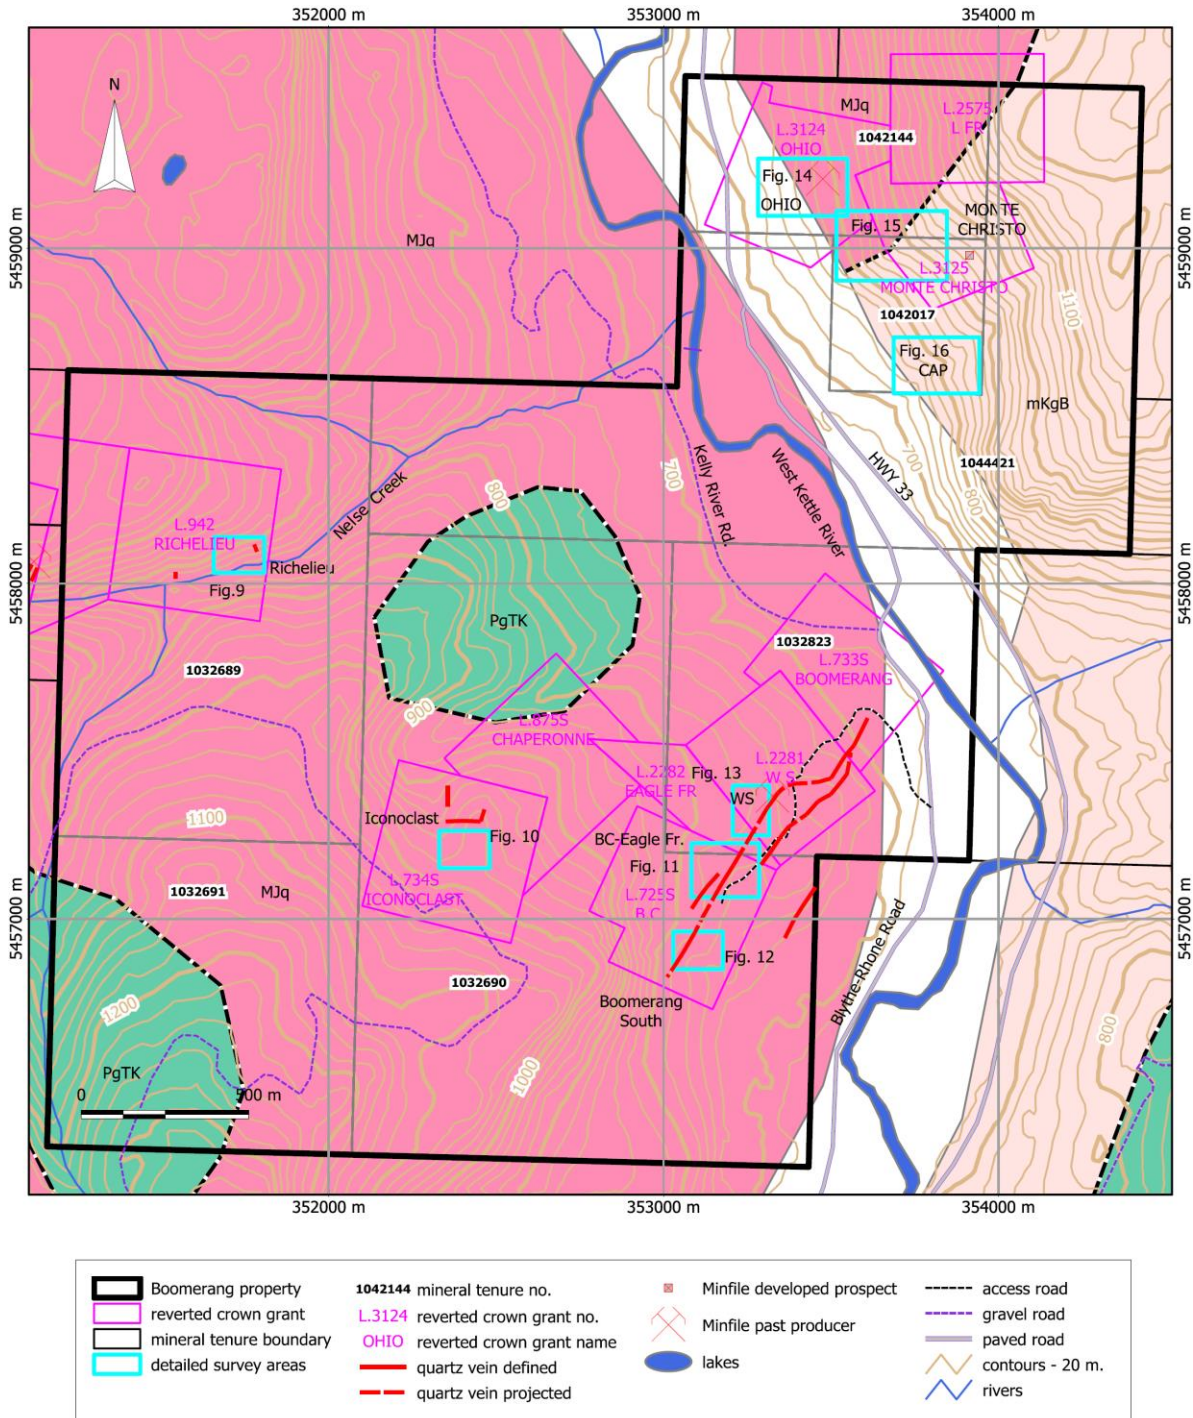 352000 m
353000 m
354000 m
N
MJq
L.2575
L FR
L.3124
OHIO
1042144
Fig. 14
OHIO
MONTE
CHRISTO
Fig. 15
MJq
5459000 m
5459000 m
L.3125
MONTE CHRISTO
1100
1042017
Fig. 16
CAP
mKgB
700
HWY 33
1044421
800
700
Kelly River Rd.
West Kettle River
800
Nelse Creek
L.942
RICHELIEU
Richelieu
Fig.9
5458000 m
5458000 m
PgTK
1032823
L.733S
BOOMERANG
1032689
900
L.875S
CHAPERONNE
L.2282
EAGLE FR
Fig. 13
L.2281
W S
WS
1100
Iconoclast
Fig. 10
BC-Eagle Fr.
Fig. 11
1032691
MJq
L.734S
ICONOCLAST
L.725S
B C
5457000 m
5457000 m
Fig. 12
1032690
Boomerang
South
Blythe-Rhone Road
1200
1000
800
PgTK
0
500 m
352000 m
353000 m
354000 m
Boomerang property
reverted crown grant
mineral tenure boundary
detailed survey areas
1042144 mineral tenure no.
L.3124 reverted crown grant no.
OHIO reverted crown grant name
quartz vein defined
quartz vein projected
Minfile developed prospect
Minfile past producer
lakes
access road
gravel road
paved road
contours - 20 m.
rivers